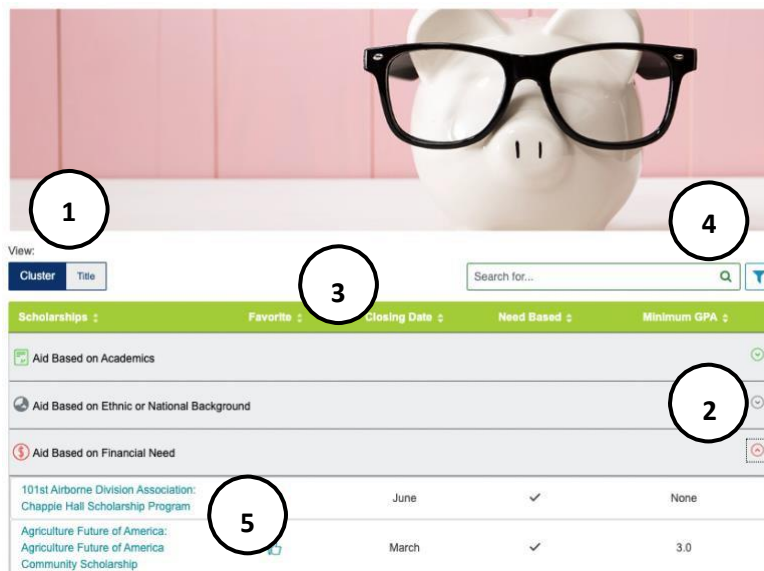 1
4
View:
Cluster Title
Search for...
3
Scholarships Favorite Closing Date Need Based Minimum GPA
Aid Based on Academics
Aid Based on Ethnic or National Background
2
Aid Based on Financial Need
101st Airborne Division Association:
Chappie Hall Scholarship Program
June None
5
Agriculture Future of America:
Agriculture Future of America
Community Scholarship
March 3.0